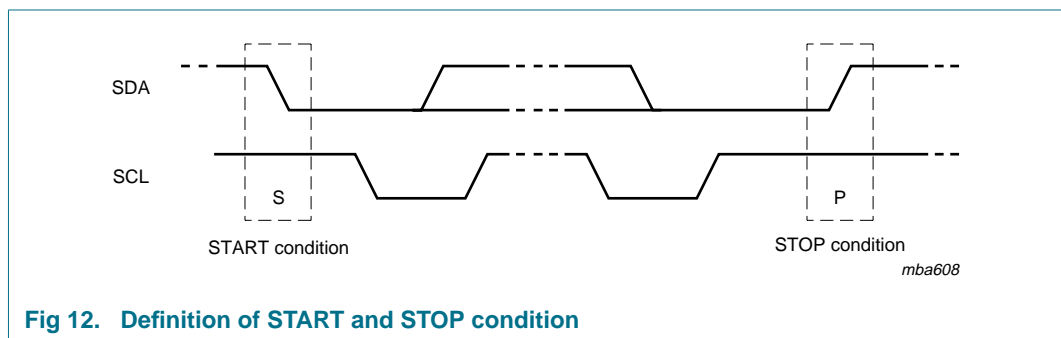 SDA
SCL
S
P
START condition
STOP condition
mba608
Fig 12. Definition of START and STOP condition